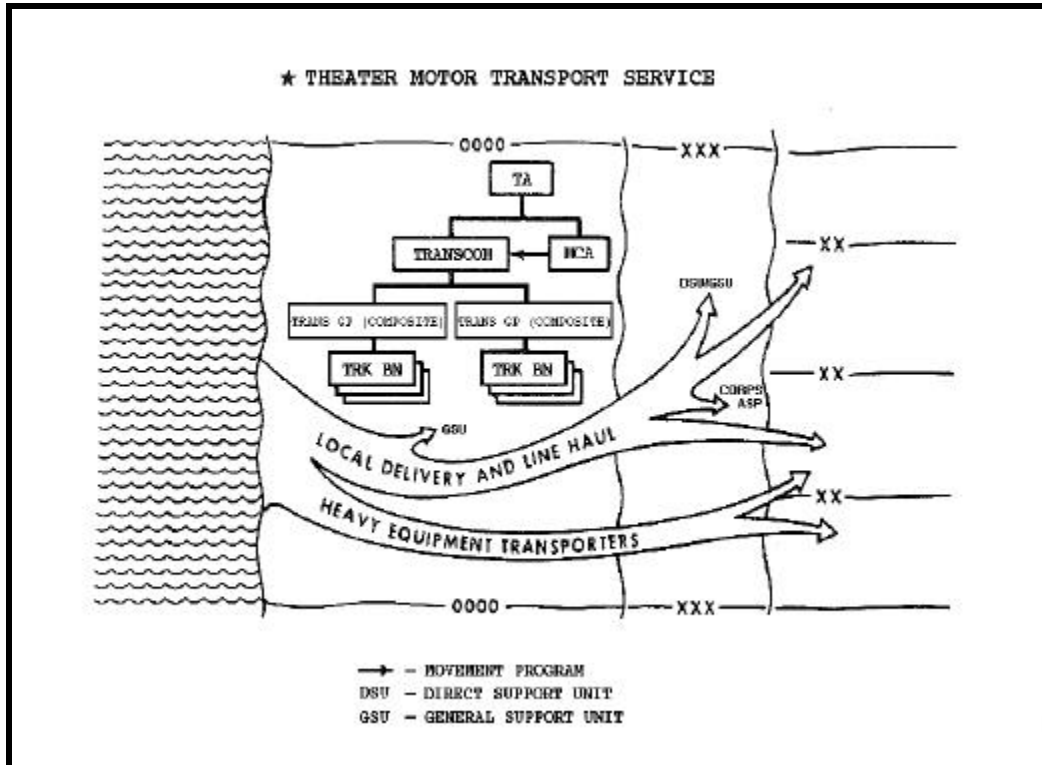 ★ THEATER MOTOR TRANSPORT SERVICE
OOOO
XXX
TA
TRANSCOM
MCA
XX
DSU/GSU
TRANS GP (COMPOSITE)
TRANS GP (COMPOSITE)
TRK BN
TRK BN
XX
CORPS
ASP
GSU
LOCAL DELIVERY AND LINE HAUL
XX
HEAVY EQUIPMENT TRANSPORTERS
OOOO
XXX
- MOVEMENT PROGRAM
DSU - DIRECT SUPPORT UNIT
GSU - GENERAL SUPPORT UNIT